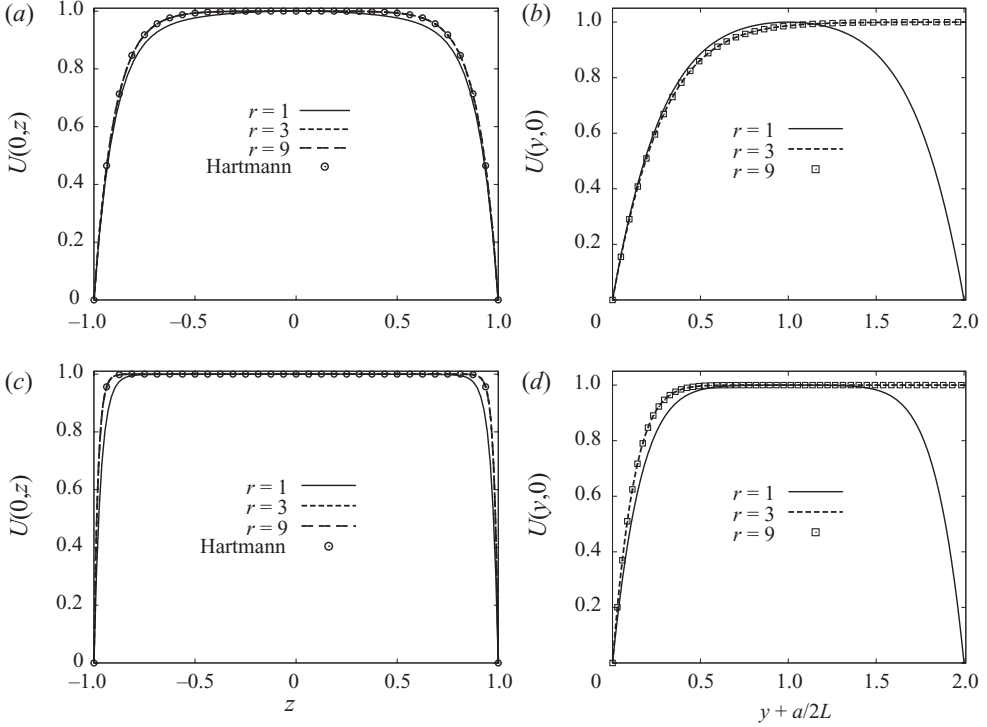 (a)
U(0,z)
1.0
0.8
0.6
0.4
0.2
0
r = 1
r = 3
r = 9
Hartmann
–1.0
–0.5
0
0.5
1.0
(b)
U(y,0)
1.0
0.8
0.6
0.4
0.2
0
r = 1
r = 3
r = 9
0
0.5
1.0
1.5
2.0
(c)
U(0,z)
1.0
0.8
0.6
0.4
0.2
0
r = 1
r = 3
r = 9
Hartmann
–1.0
–0.5
0
0.5
1.0
z
(d)
U(y,0)
1.0
0.8
0.6
0.4
0.2
0
r = 1
r = 3
r = 9
0
0.5
1.0
1.5
2.0
y + a/2L